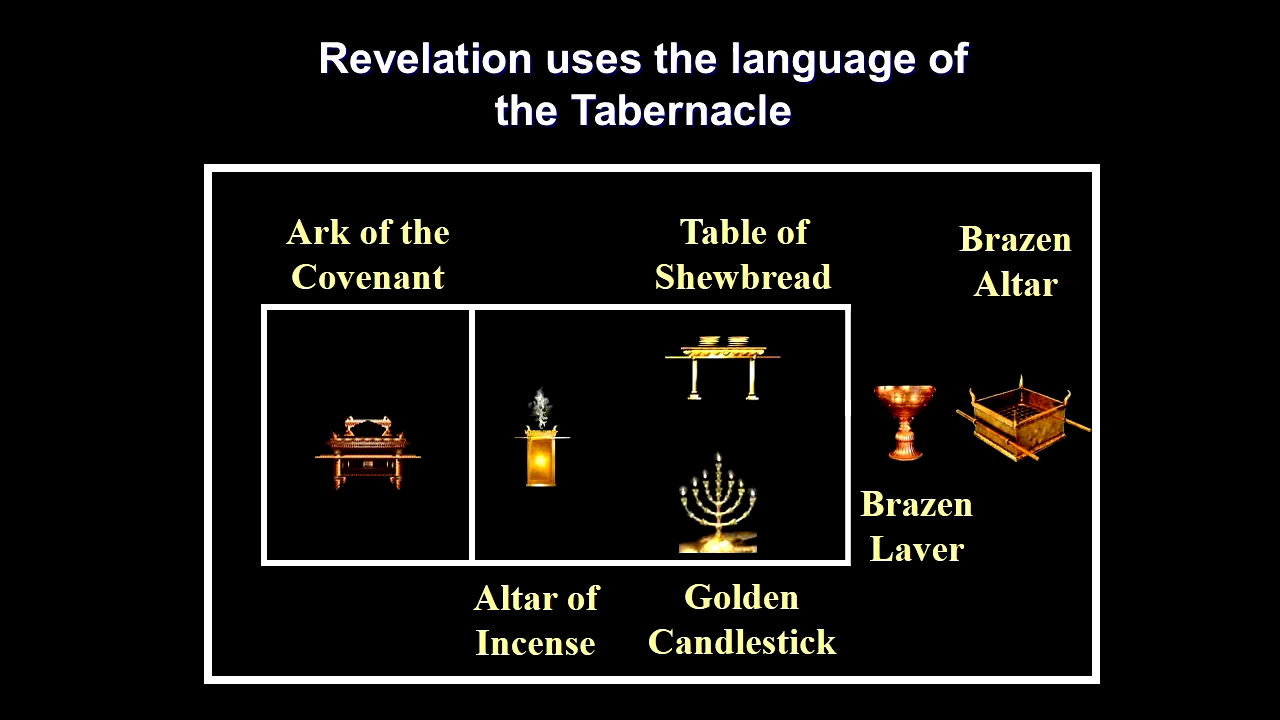 Revelation uses the language of
the Tabernacle
Ark of the
Covenant
Table of
Shewbread
Brazen
Altar
Brazen
Laver
Altar of
Incense
Golden
Candlestick